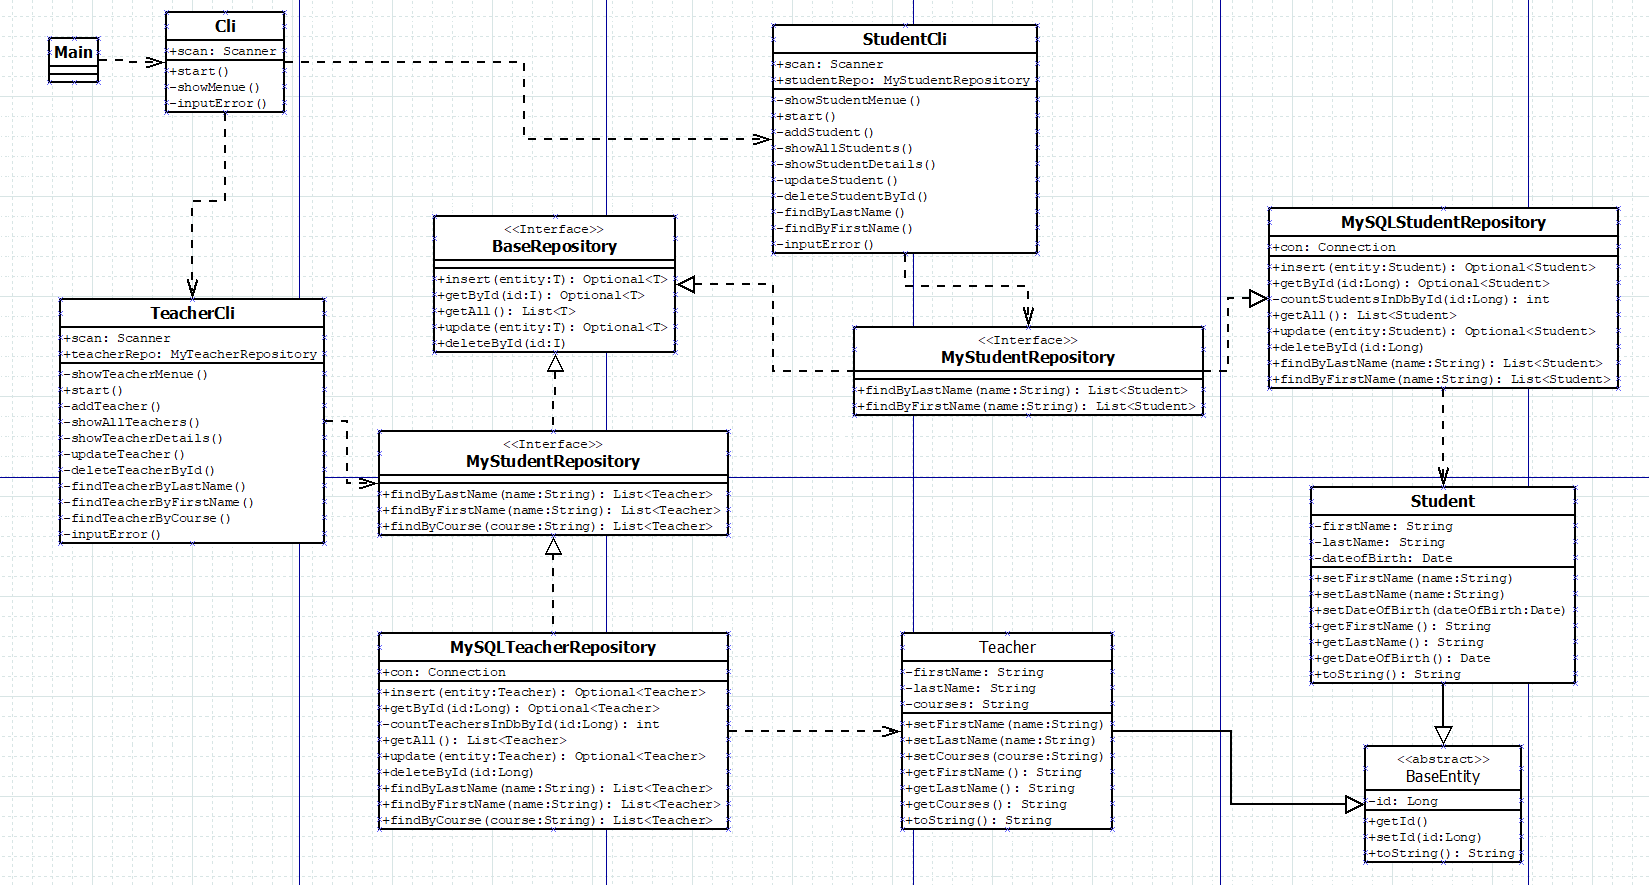 Main
Cli
+scan: Scanner
+start()
-showMenue()
-inputError()
StudentCli
+scan: Scanner
+studentRepo: MyStudentRepository
-showStudentMenue()
+start()
-addStudent()
-showAllStudents()
-showStudentDetails()
-updateStudent()
-deleteStudentById()
-findByLastName()
-findByFirstName()
-inputError()
<<Interface>>
BaseRepository
+insert(entity:T): Optional<T>
+getById(id:I): Optional<T>
+getAll(): List<T>
+update(entity:T): Optional<T>
+deleteById(id:I)
MySQLStudentRepository
+con: Connection
+insert(entity:Student): Optional<Student>
+getById(id:Long): Optional<Student>
-countStudentsInDbById(id:Long): int
+getAll(): List<Student>
+update(entity:Student): Optional<Student>
+deleteById(id:Long)
+findByLastName(name:String): List<Student>
+findByFirstName(name:String): List<Student>
TeacherCli
+scan: Scanner
+teacherRepo: MyTeacherRepository
-showTeacherMenue()
+start()
-addTeacher()
-showAllTeachers()
-showTeacherDetails()
-updateTeacher()
-deleteTeacherById()
-findTeacherByLastName()
-findTeacherByFirstName()
-findTeacherByCourse()
-inputError()
<<Interface>>
MyStudentRepository
+findByLastName(name:String): List<Student>
+findByFirstName(name:String): List<Student>
<<Interface>>
MyStudentRepository
+findByLastName(name:String): List<Teacher>
+findByFirstName(name:String): List<Teacher>
+findByCourse(course:String): List<Teacher>
Student
-firstName: String
-lastName: String
-dateofBirth: Date
+setFirstName(name:String)
+setLastName(name:String)
+setDateOfBirth(dateOfBirth:Date)
+getFirstName(): String
+getLastName(): String
+getDateOfBirth(): Date
+toString(): String
MySQLTeacherRepository
+con: Connection
+insert(entity:Teacher): Optional<Teacher>
+getById(id:Long): Optional<Teacher>
-countTeachersInDbById(id:Long): int
+getAll(): List<Teacher>
+update(entity:Teacher): Optional<Teacher>
+deleteById(id:Long)
+findByLastName(name:String): List<Teacher>
+findByFirstName(name:String): List<Teacher>
+findByCourse(course:String): List<Teacher>
Teacher
-firstName: String
-lastName: String
-courses: String
+setFirstName(name:String)
+setLastName(name:String)
+setCourses(course:String)
+getFirstName(): String
+getLastName(): String
+getCourses(): String
+toString(): String
<<abstract>>
BaseEntity
-id: Long
+getId()
+setId(id:Long)
+toString(): String